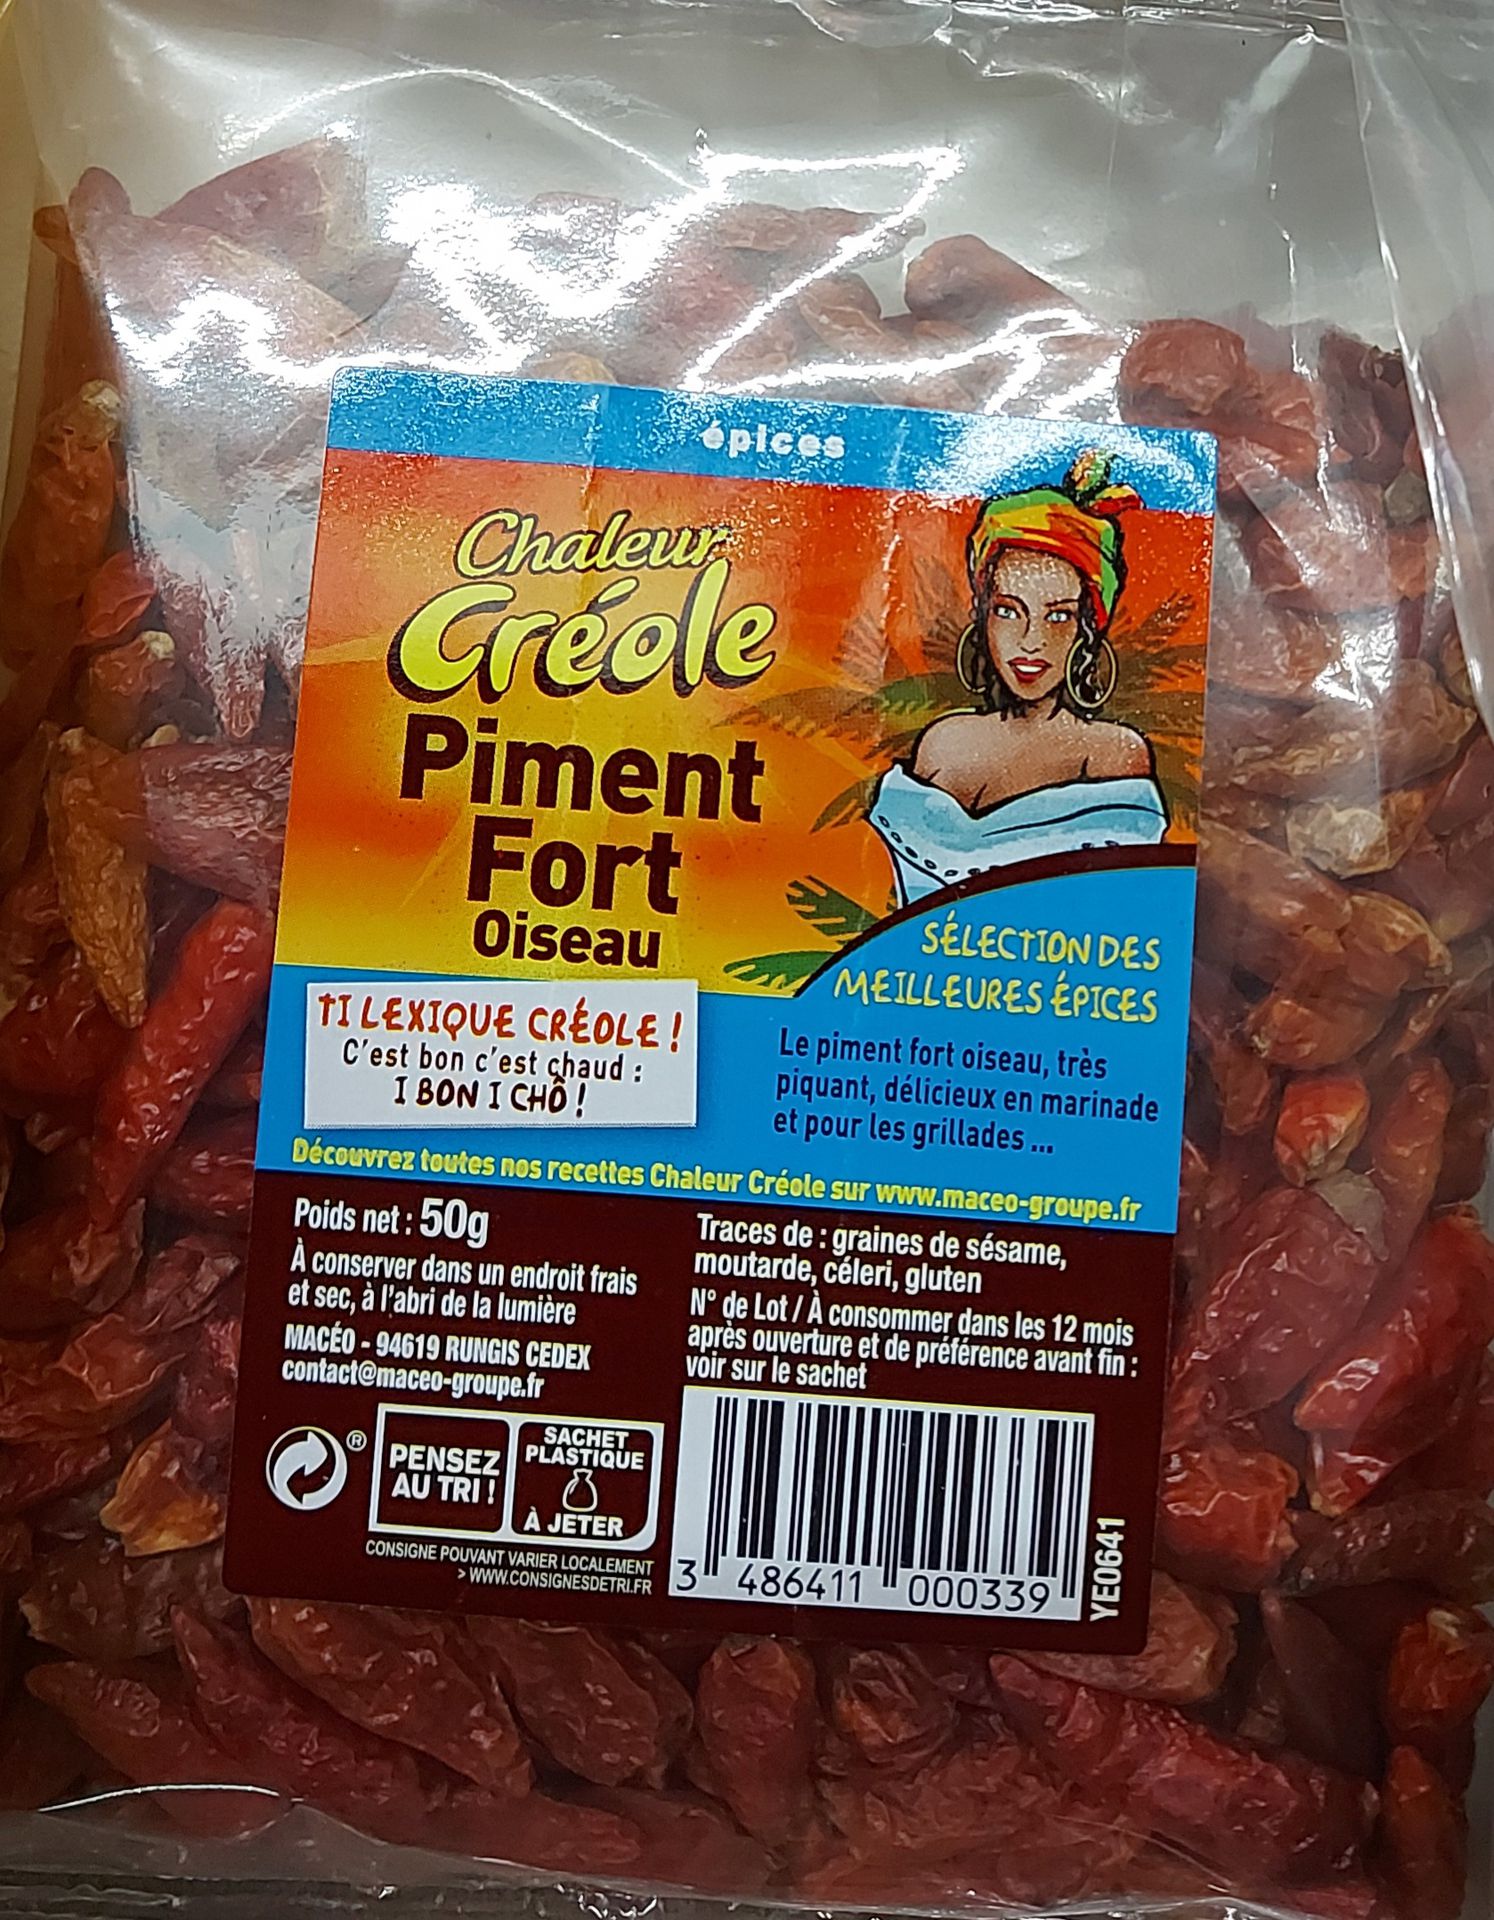 épices
Chaleur
Créole
Piment
Fort
Oiseau
SÉLECTION DES
MEILLEURES ÉPICES
Le piment fort oiseau, très
piquant, délicieux en marinade
et pour les grillades ...
TI LEXIQUE CRÉOLE !
C'est bon c'est chaud :
I BON I CHÔ !
Découvrez toutes nos recettes Chaleur Créole sur www.maceo-groupe.fr
Poids net : 50g
À conserver dans un endroit frais
et sec, à l'abri de la lumière
MACÉO - 94619 RUNGIS CEDEX
contact@maceo-groupe.fr
Traces de : graines de sésame,
moutarde, céleri, gluten
N° de Lot / À consommer dans les 12 mois
après ouverture et de préférence avant fin :
voir sur le sachet
®
PENSEZ
AU TRI !
SACHET
PLASTIQUE
À JETER
CONSIGNE POUVANT VARIER LOCALEMENT
> WWW.CONSIGNESDETRI.FR
3 486411 000339
YE0641